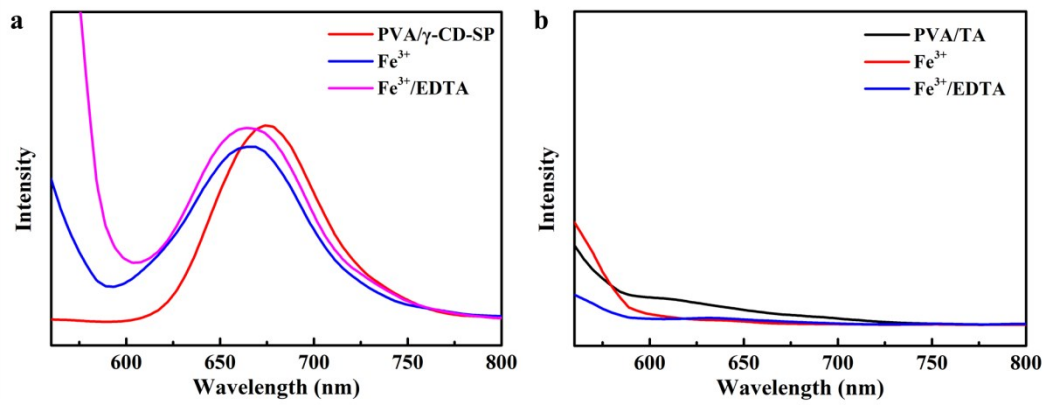 a
PVA/γ-CD-SP
Fe³⁺
Fe³⁺/EDTA
Intensity
600 650 700 750 800
Wavelength (nm)
b
PVA/TA
Fe³⁺
Fe³⁺/EDTA
Intensity
600 650 700 750 800
Wavelength (nm)